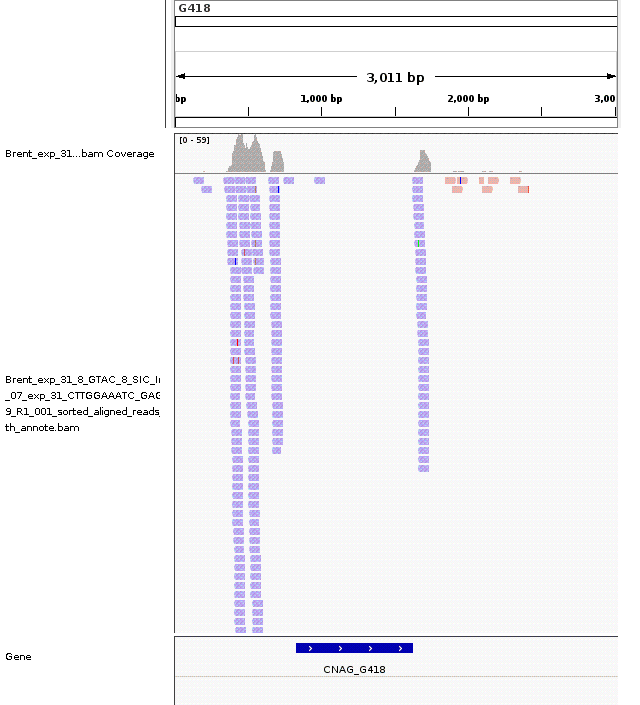 G418
3,011 bp
bp 1,000 bp 2,000 bp 3,00
[0 - 59]
Brent_exp_31...bam Coverage
Brent_exp_31_8_GTAC_8_SIC_I
_07_exp_31_CTTGGAAATC_GAG
9_R1_001_sorted_aligned_reads_
th_annote.bam
Gene
CNAG_G418